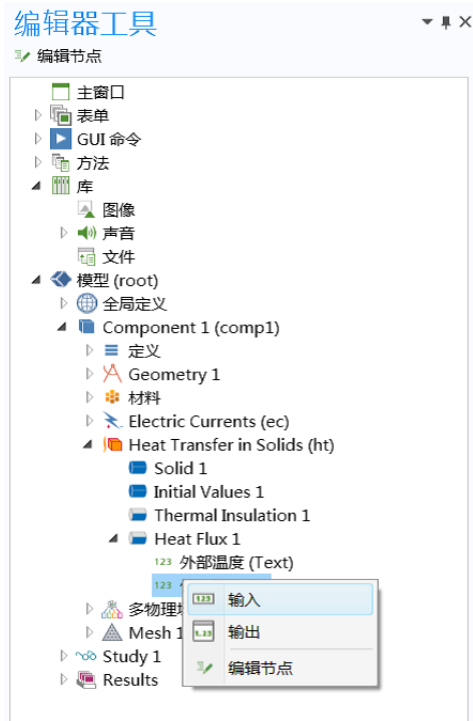 编辑器工具
编辑节点
主窗口
表单
GUI 命令
方法
库
图像
声音
文件
模型 (root)
全局定义
Component 1 (comp1)
定义
Geometry 1
材料
Electric Currents (ec)
Heat Transfer in Solids (ht)
Solid 1
Initial Values 1
Thermal Insulation 1
Heat Flux 1
123 外部温度 (Text)
123
输入
多物理场
输出
Mesh 1
编辑节点
Study 1
Results